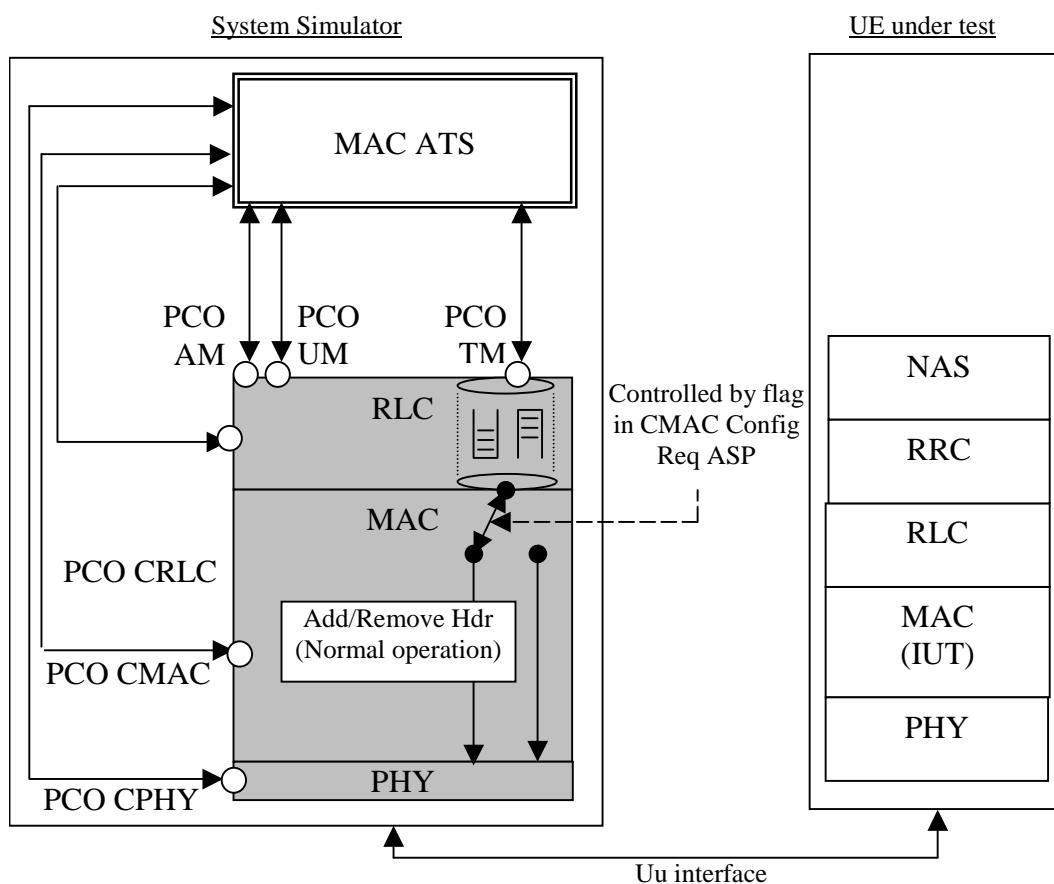 System Simulator
UE under test
MAC ATS
PCO
AM
PCO
UM
PCO
TM
RLC
Controlled by flag
in CMAC Config
Req ASP
MAC
PCO CRLC
Add/Remove Hdr
(Normal operation)
PCO CMAC
PHY
PCO CPHY
NAS
RRC
RLC
MAC
(IUT)
PHY
Uu interface